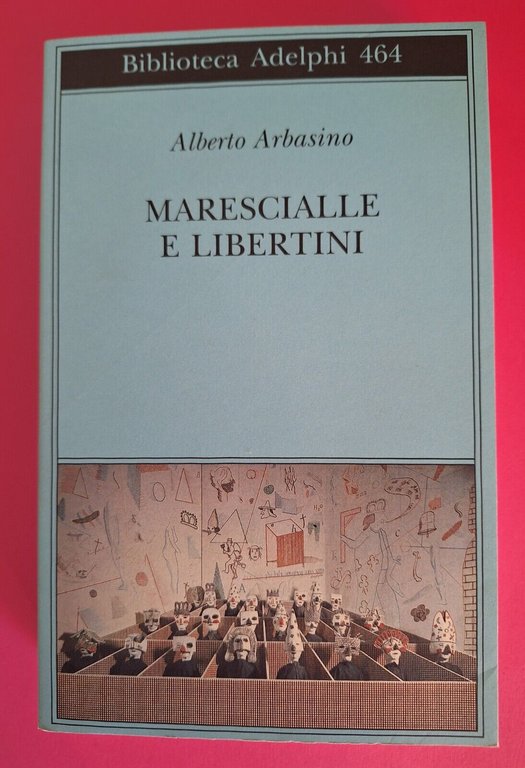 Biblioteca Adelphi 464
Alberto Arbasino
MARESCIALLE
E LIBERTINI